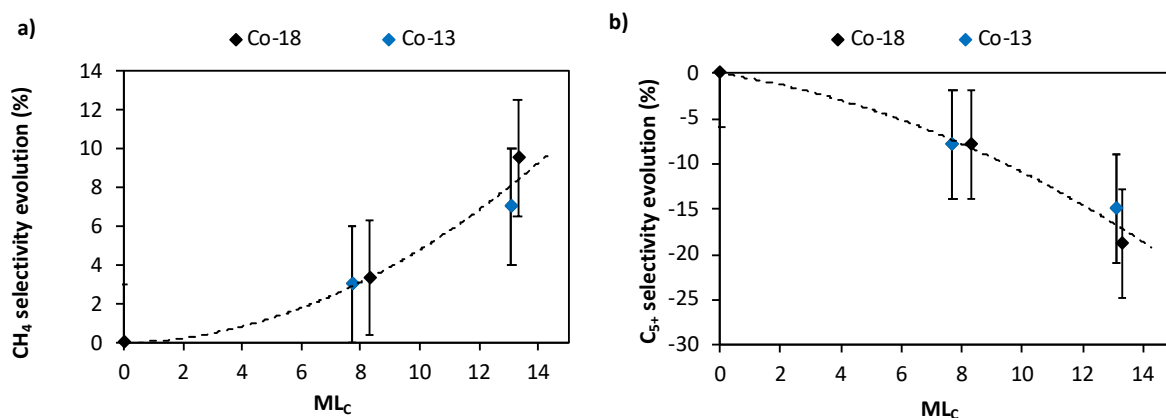 a)
Co-18 Co-13
CH4 selectivity evolution (%)
14
12
10
8
6
4
2
0
0 2 4 6 8 10 12 14
MLC
b)
Co-18 Co-13
C5+ selectivity evolution (%)
0
-5
-10
-15
-20
-25
-30
0 2 4 6 8 10 12 14
MLC